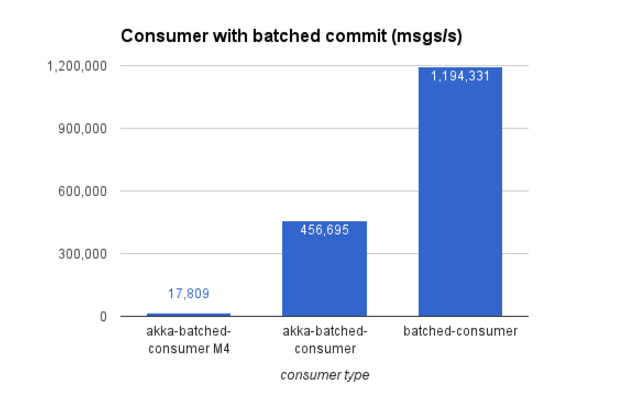 Consumer with batched commit (msgs/s)
1,200,000
1,194,331
900,000
600,000
456,695
300,000
17,809
0
akka-batched-
consumer M4
akka-batched-
consumer
batched-consumer
consumer type